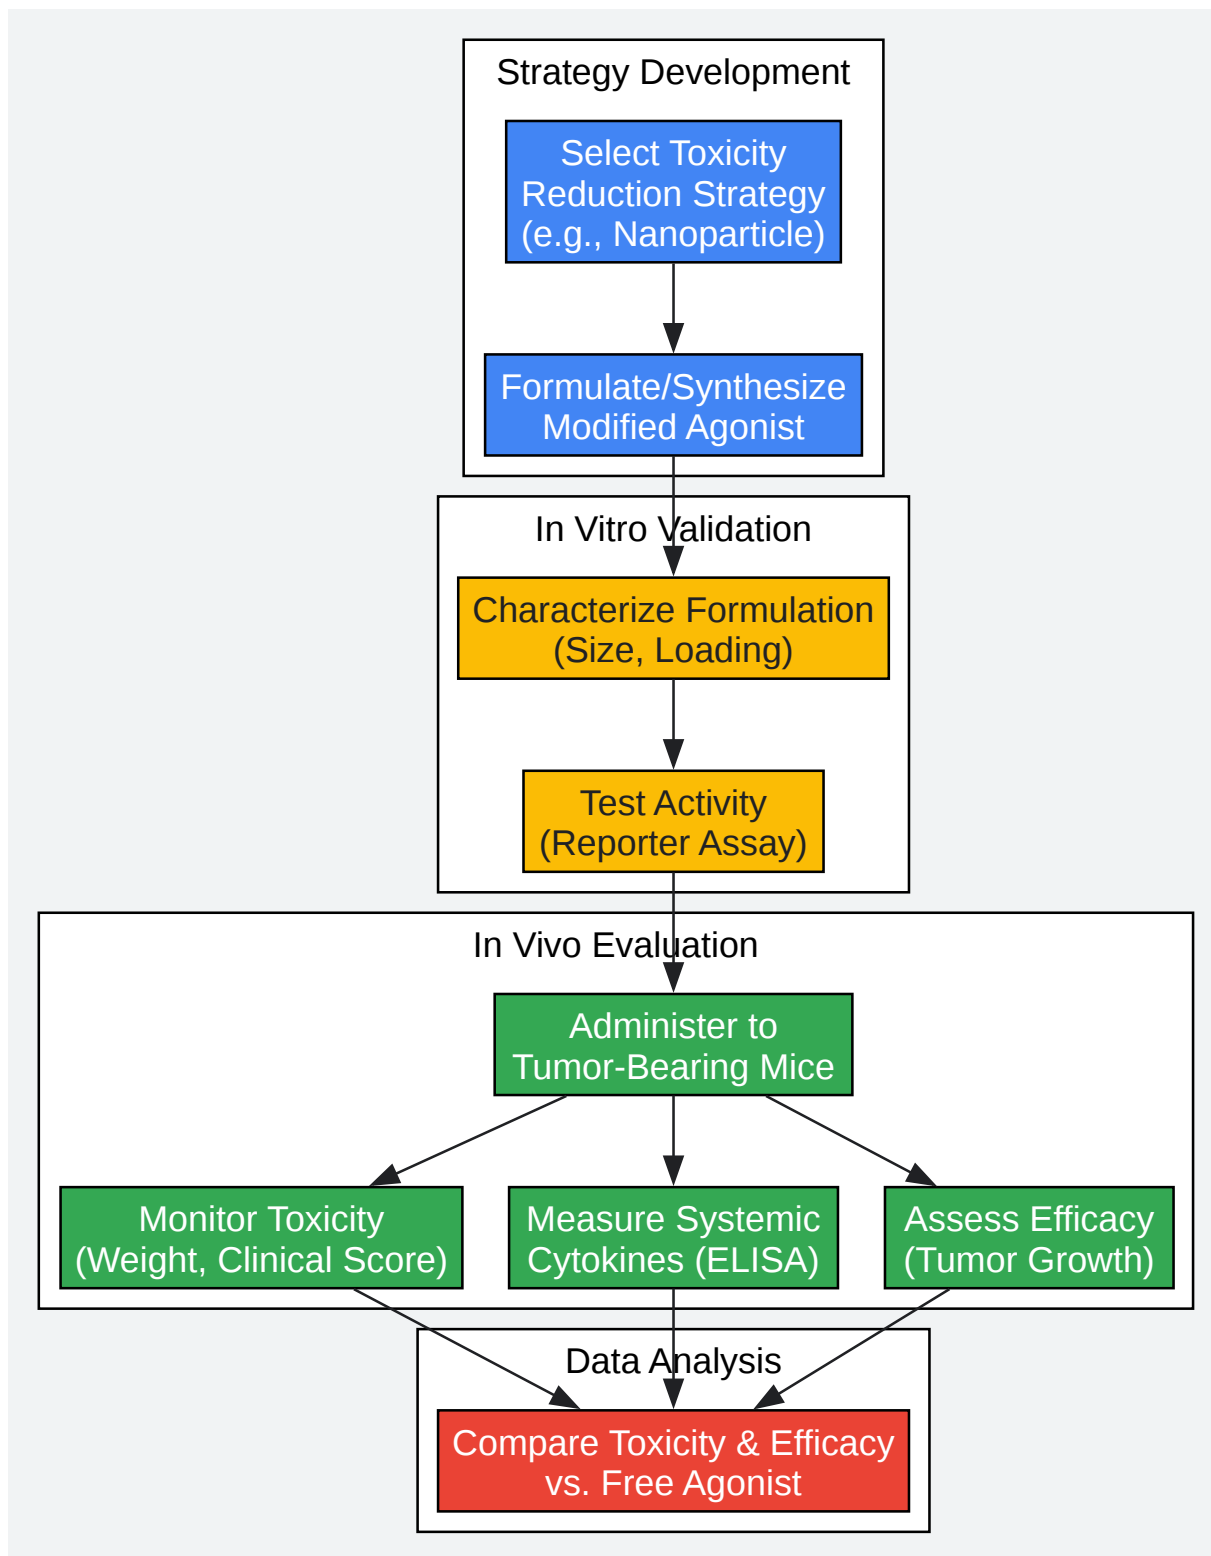 Strategy Development
Select Toxicity
Reduction Strategy
(e.g., Nanoparticle)
Formulate/Synthesize
Modified Agonist
In Vitro Validation
Characterize Formulation
(Size, Loading)
Test Activity
(Reporter Assay)
In Vivo Evaluation
Administer to
Tumor-Bearing Mice
Monitor Toxicity
(Weight, Clinical Score)
Measure Systemic
Cytokines (ELISA)
Assess Efficacy
(Tumor Growth)
Data Analysis
Compare Toxicity & Efficacy
vs. Free Agonist